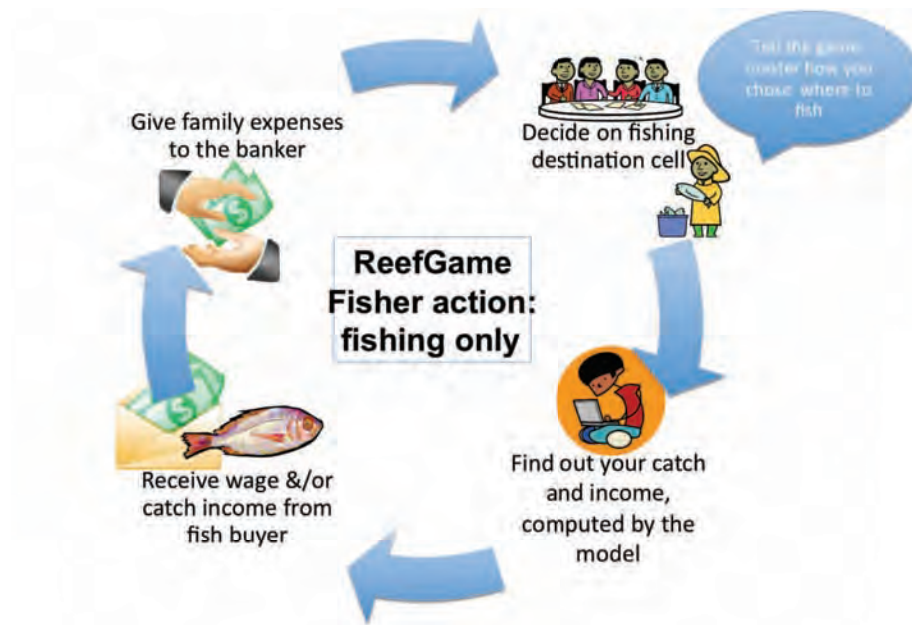 Give family expenses
to the banker
Decide on fishing
destination cell
Tell the game
master how you
chose where to
fish
ReefGame
Fisher action:
fishing only
Find out your catch
and income,
computed by the
model
Receive wage &/or
catch income from
fish buyer